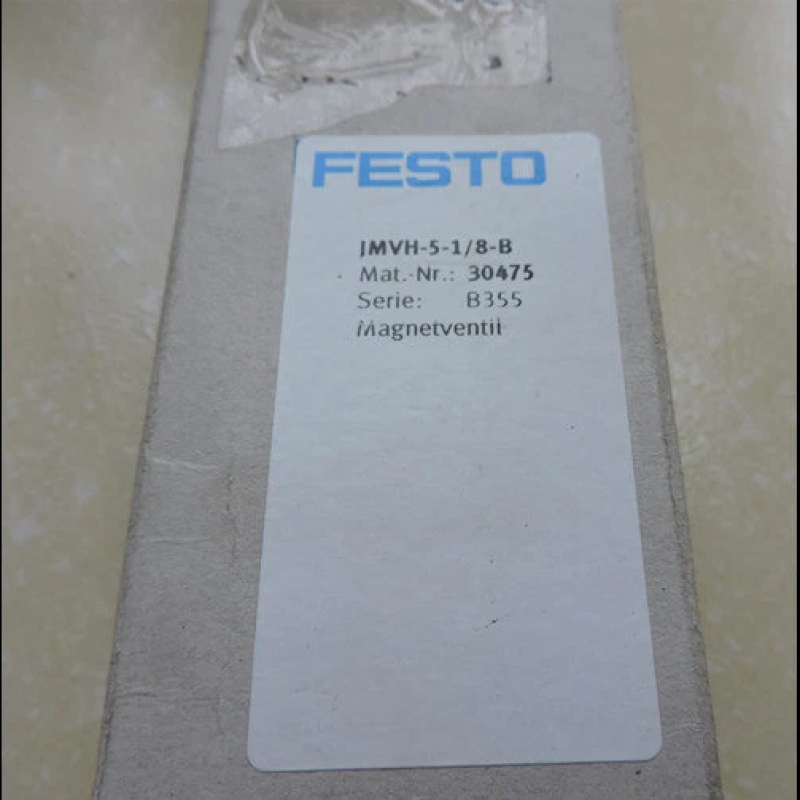 FESTO
JMVH-5-1/8-B
Mat.-Nr.: 30475
Serie: B355
Magnetventil